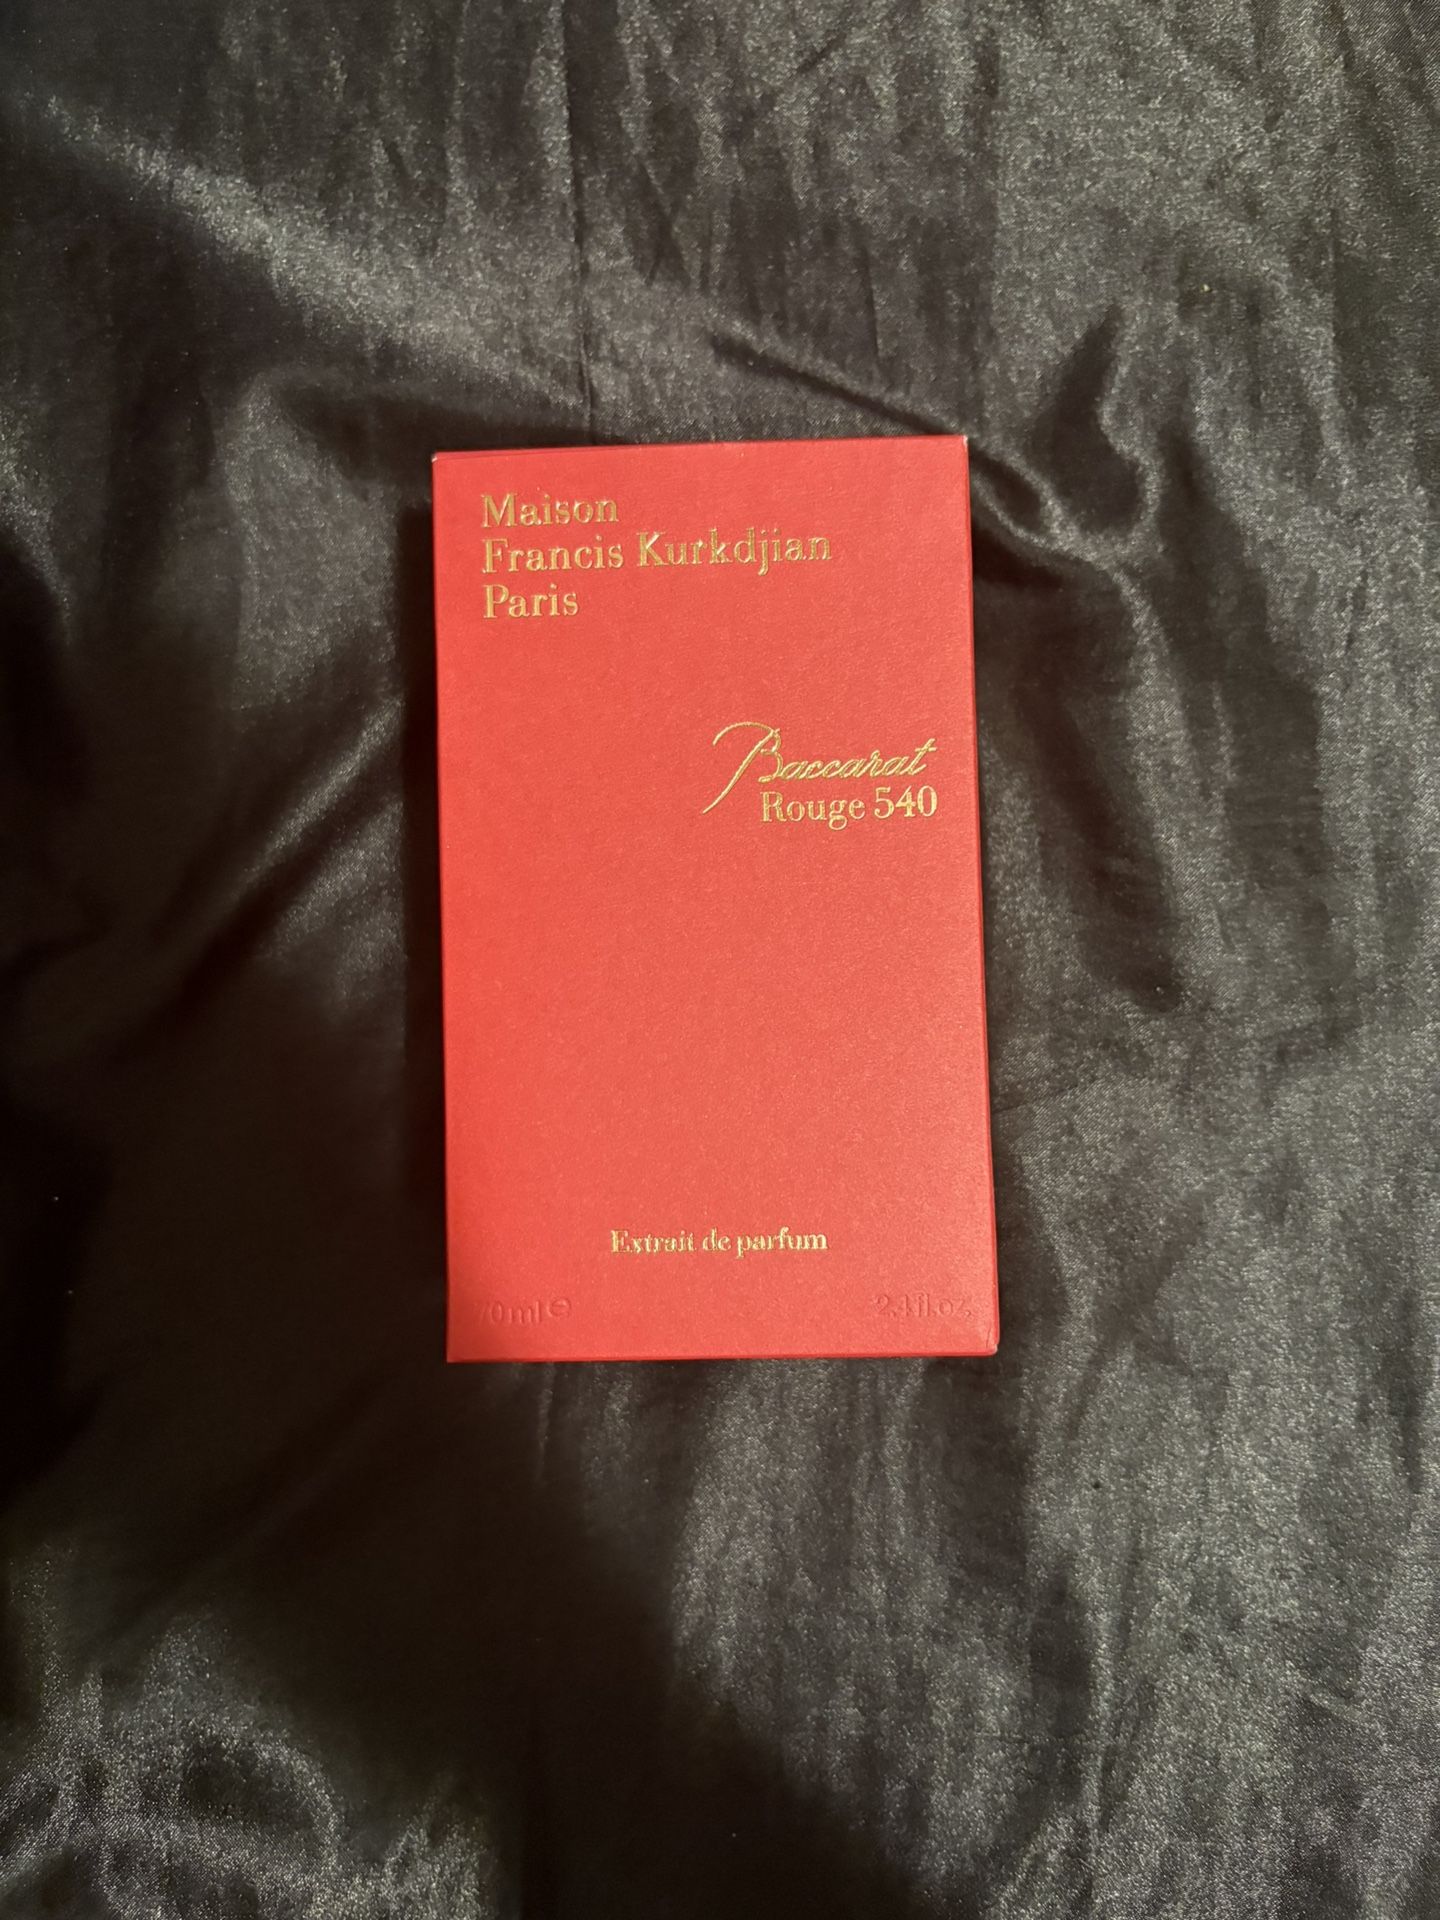 Maison
Francis Kurkdjian
Paris
Baccarat
Rouge 540
Extrait de parfum
70ml ℮ 2.4fl.oz.